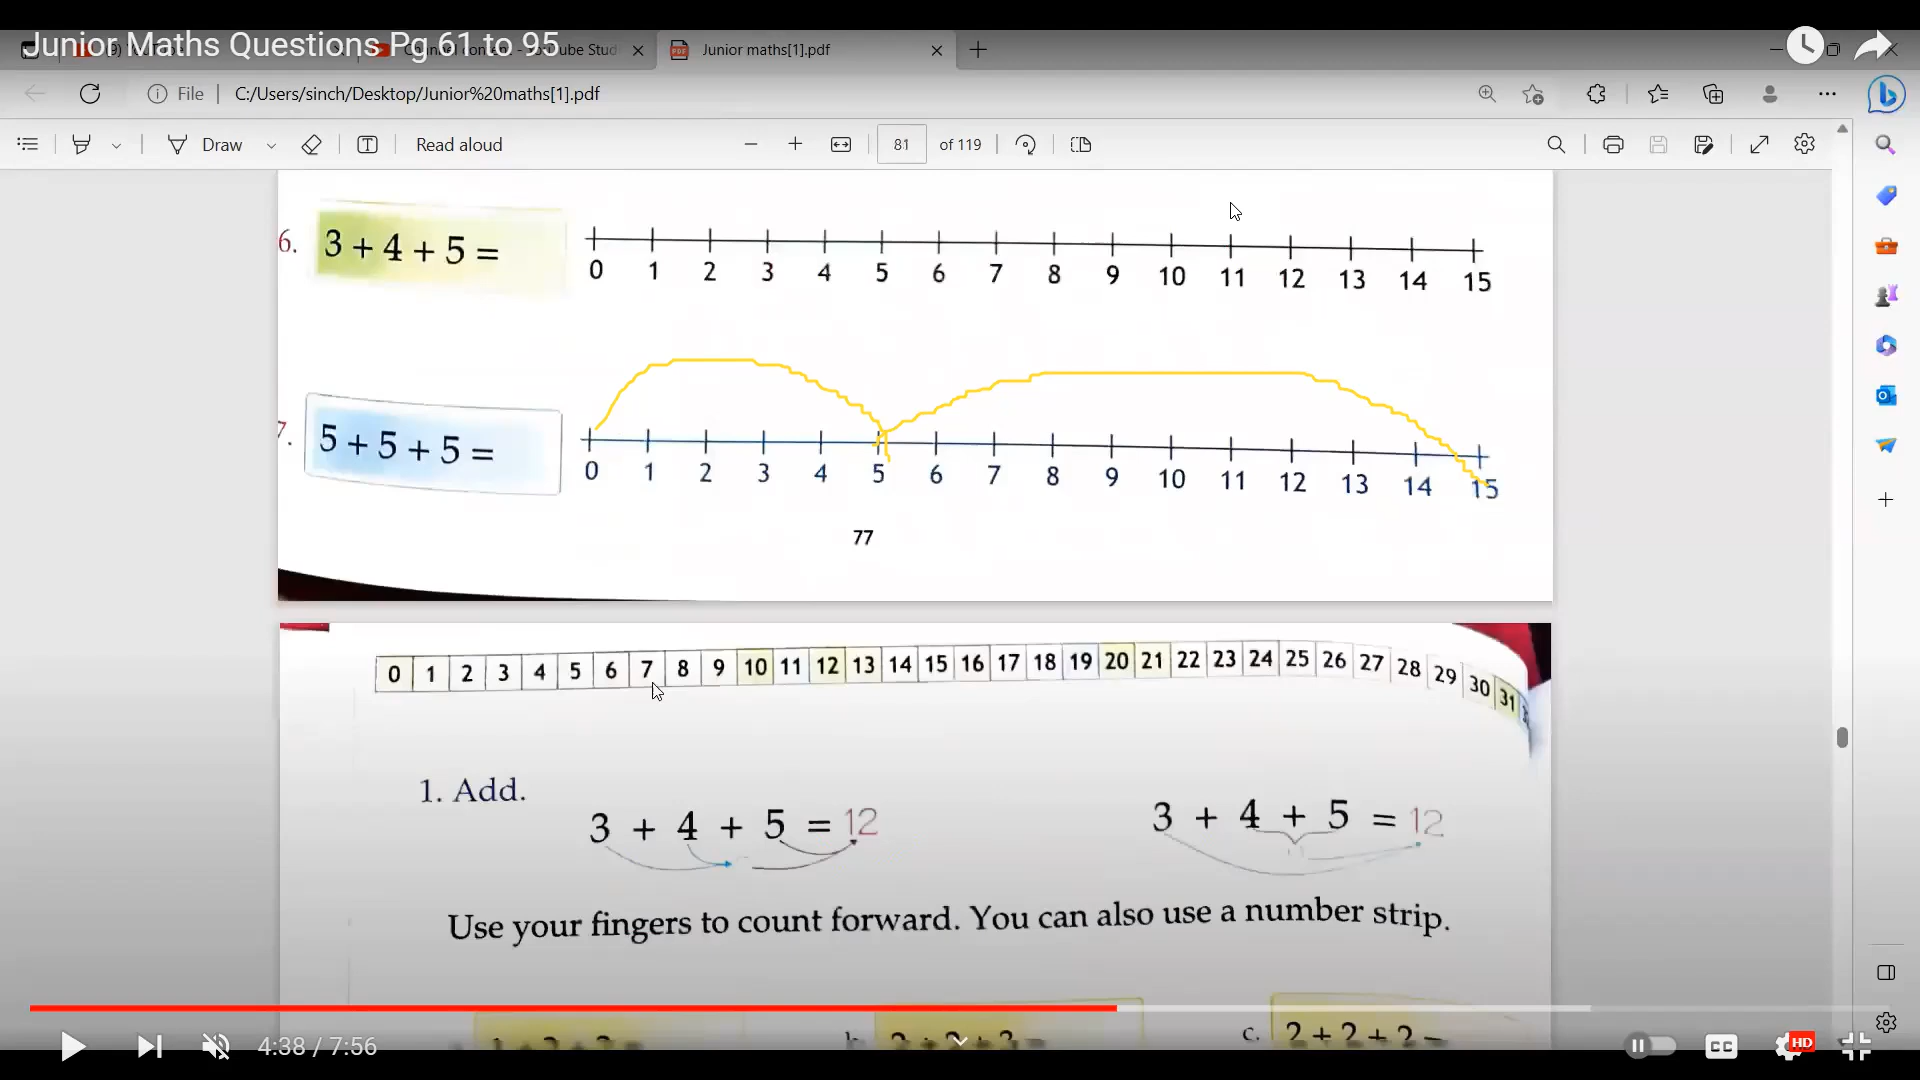 Junior Maths Questions Pg 61 to 95
Junior maths[1].pdf
File
C:/Users/sinch/Desktop/Junior%20maths[1].pdf
Draw
Read aloud
81 of 119
6. 3 + 4 + 5 =
0 1 2 3 4 5 6 7 8 9 10 11 12 13 14 15
7. 5 + 5 + 5 =
0 1 2 3 4 5 6 7 8 9 10 11 12 13 14 15
77
0 1 2 3 4 5 6 7 8 9 10 11 12 13 14 15 16 17 18 19 20 21 22 23 24 25 26 27 28 29 30 31
1. Add.
3 + 4 + 5 = 12
3 + 4 + 5 = 12
Use your fingers to count forward. You can also use a number strip.
c. 2 + 2 + 2 =
4:38 / 7:56
CC
HD